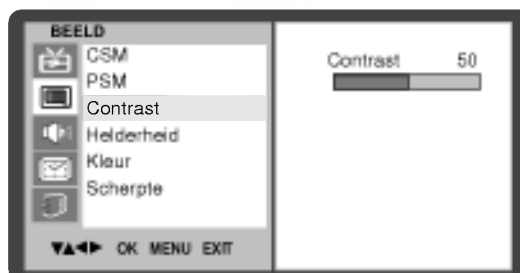 BEELD
CSM
PSM
Contrast
Helderheid
Kleur
Scherpte
▼▲◀▶ OK MENU EXIT
Contrast 50